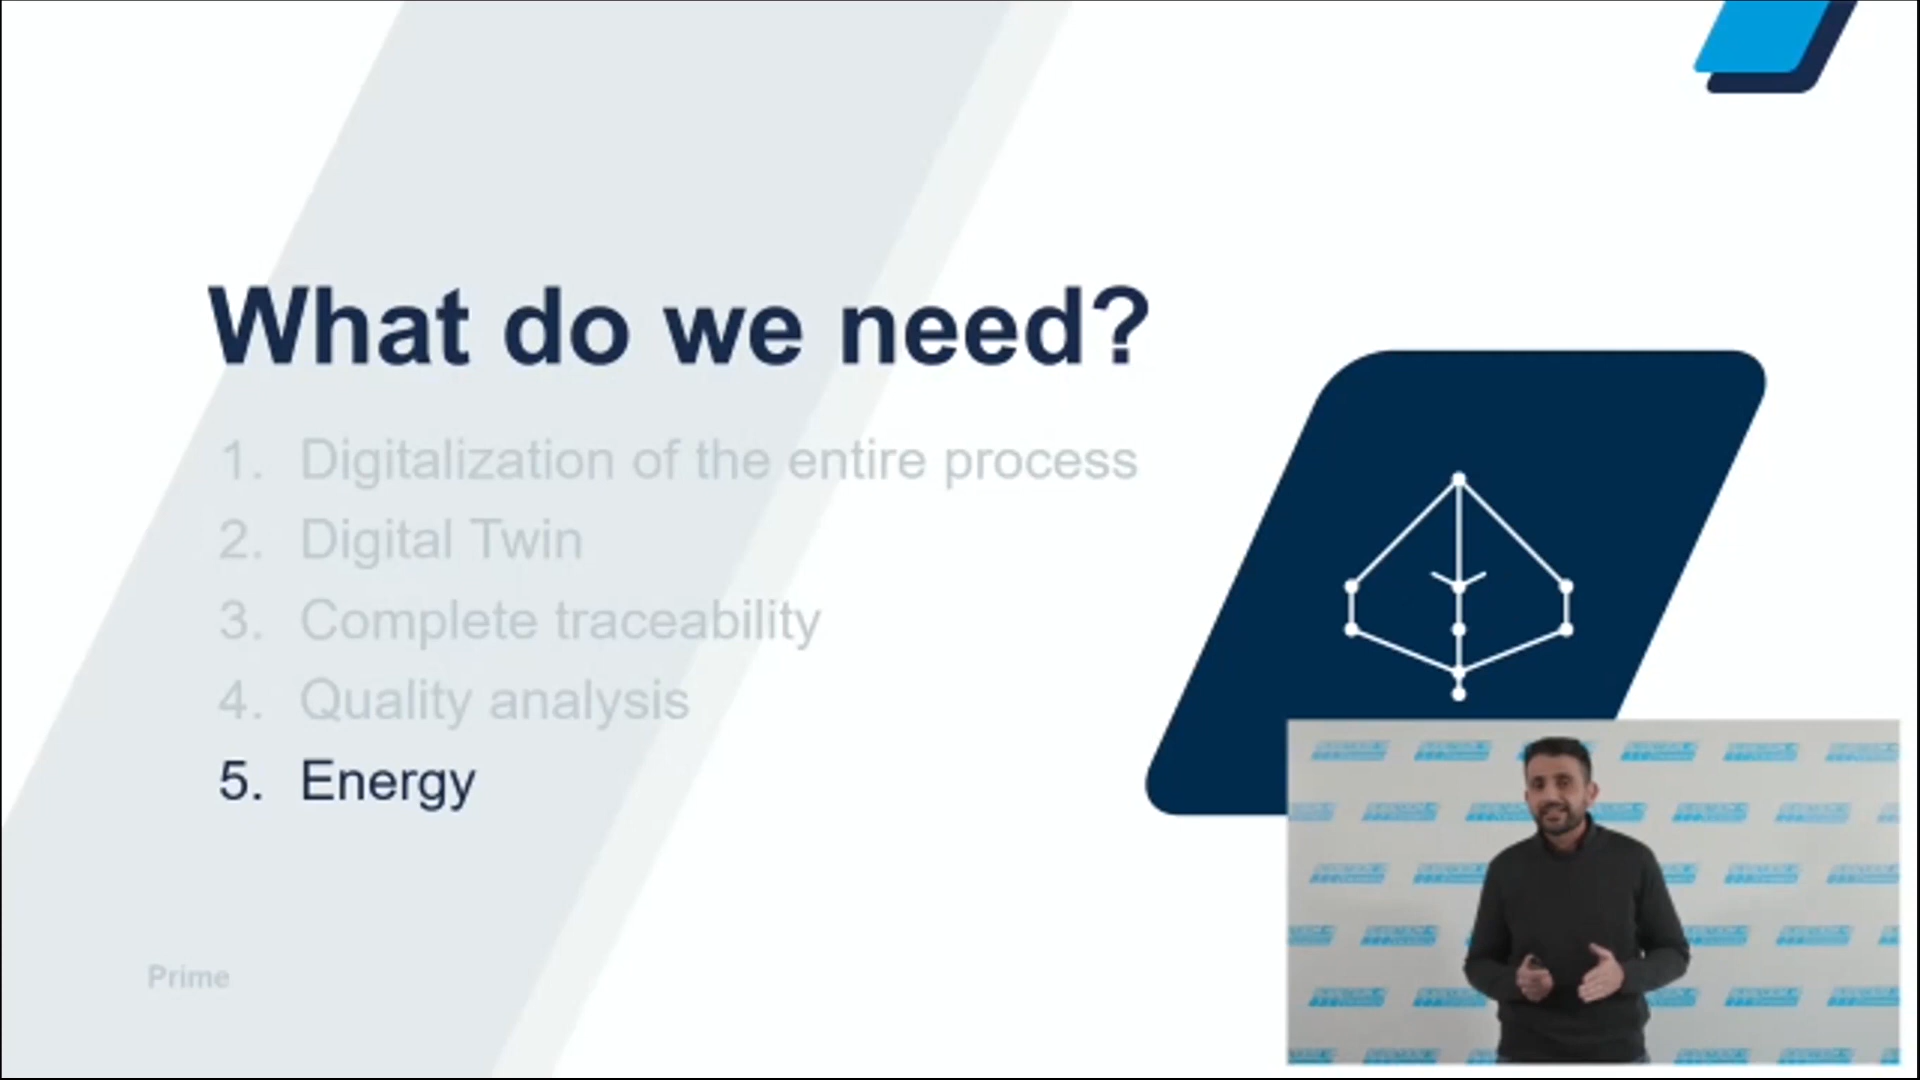 What do we need?
1. Digitalization of the entire process
2. Digital Twin
3. Complete traceability
4. Quality analysis
5. Energy
Prime